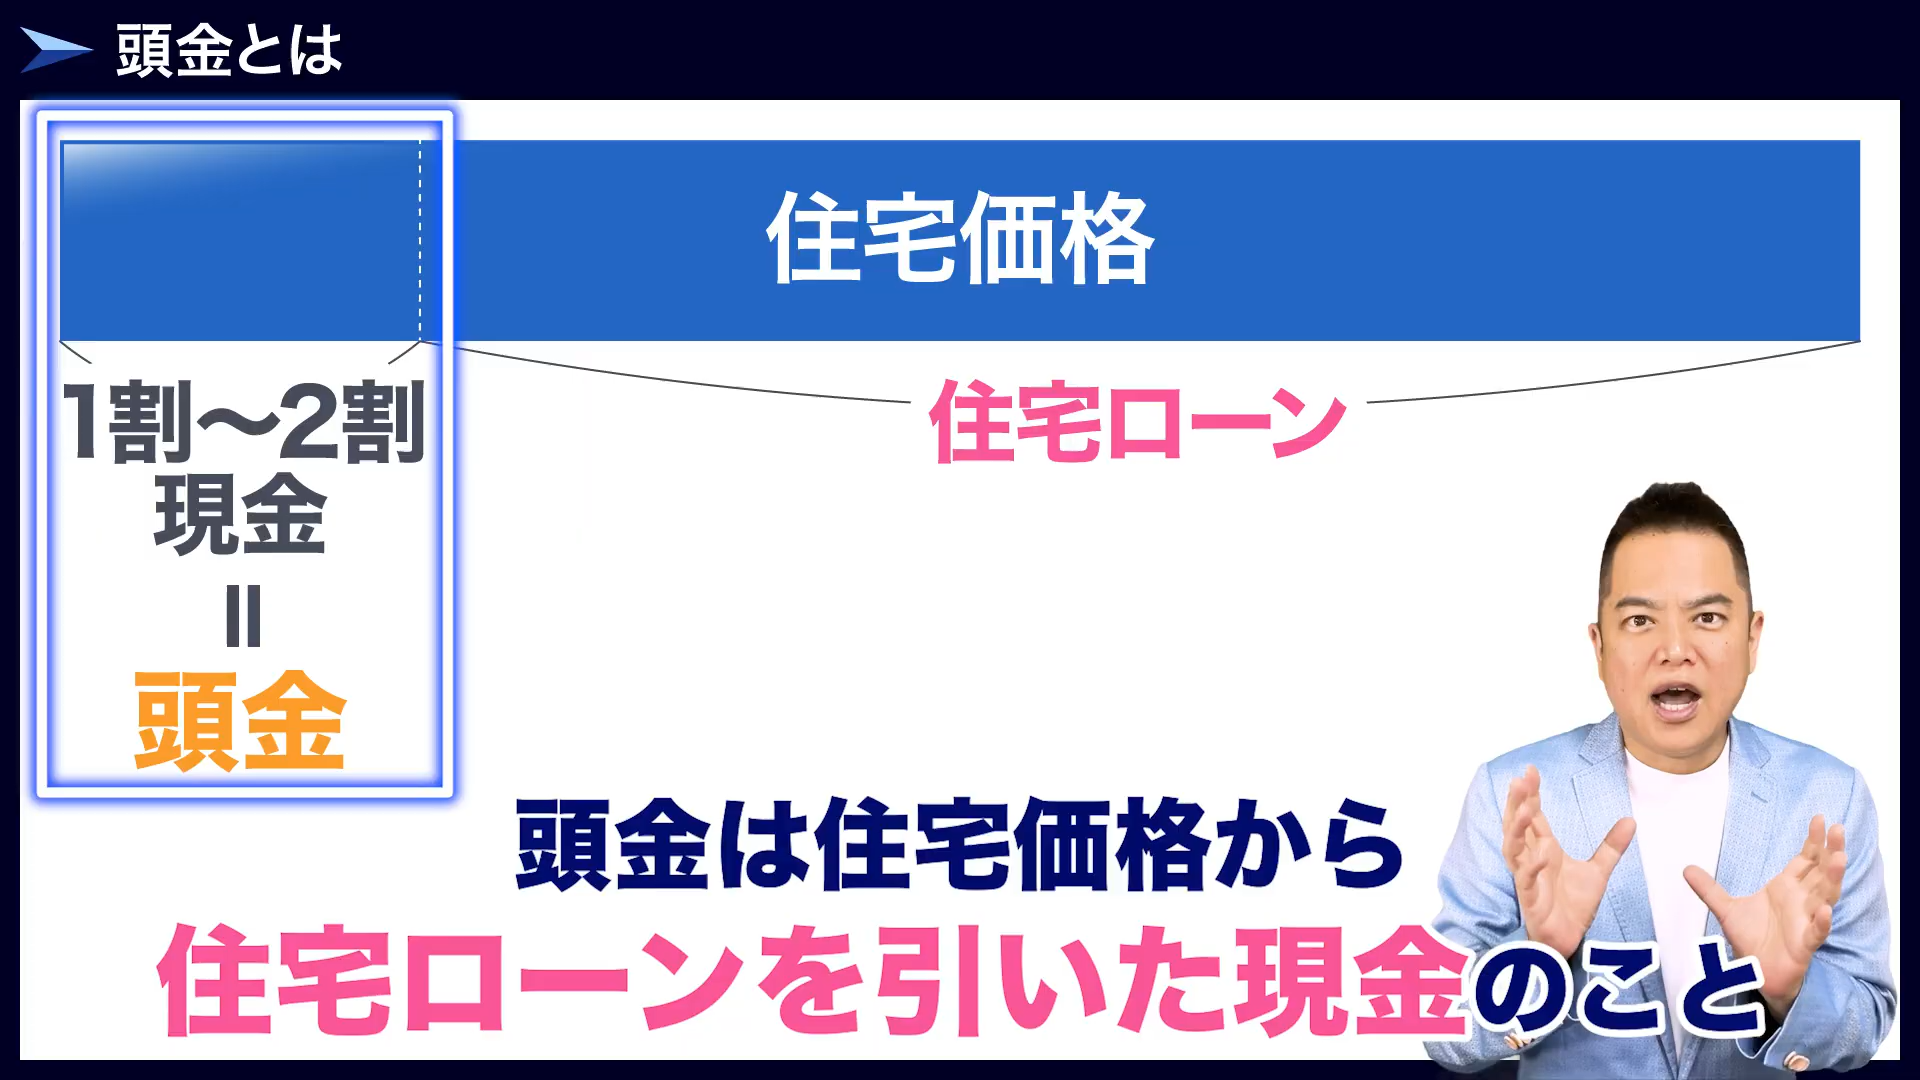 頭金とは
住宅価格
1割〜2割
現金
=
頭金
住宅ローン
頭金は住宅価格から
住宅ローンを引いた現金のこと